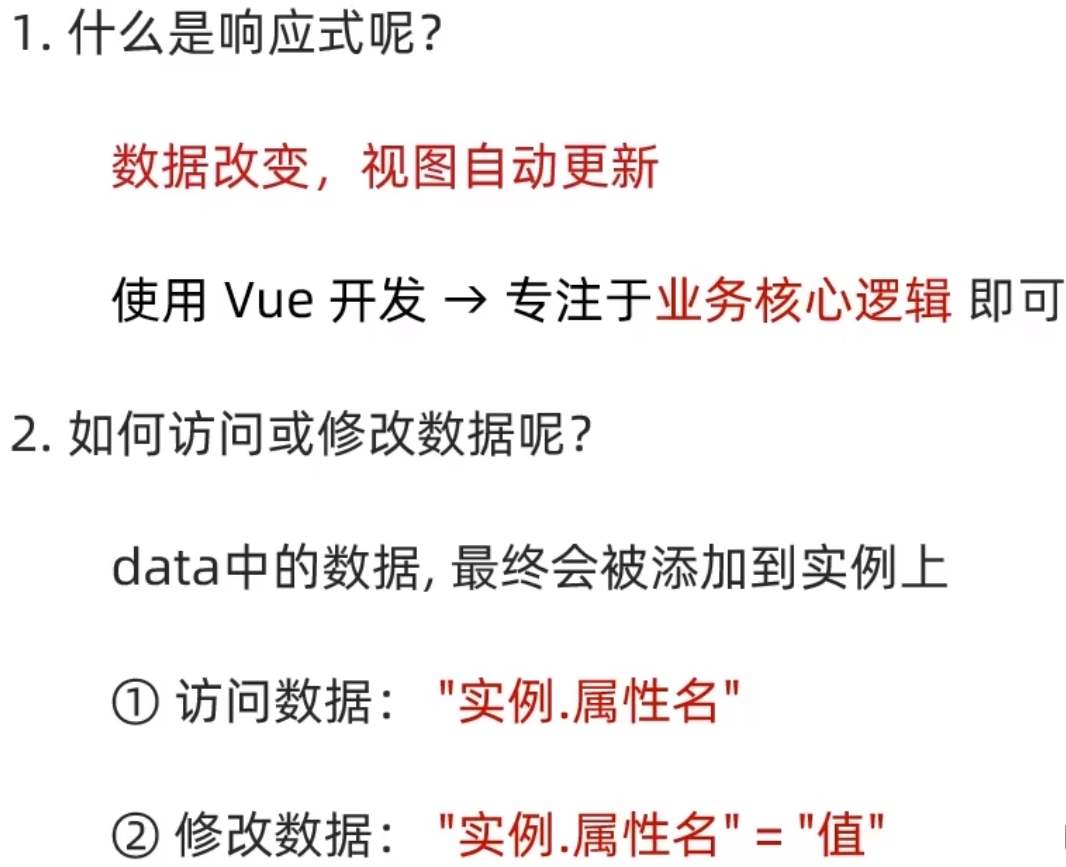 1. 什么是响应式呢？
数据改变，视图自动更新
使用 Vue 开发 → 专注于业务核心逻辑 即可
2. 如何访问或修改数据呢？
data中的数据, 最终会被添加到实例上
① 访问数据： "实例.属性名"
② 修改数据： "实例.属性名" = "值"